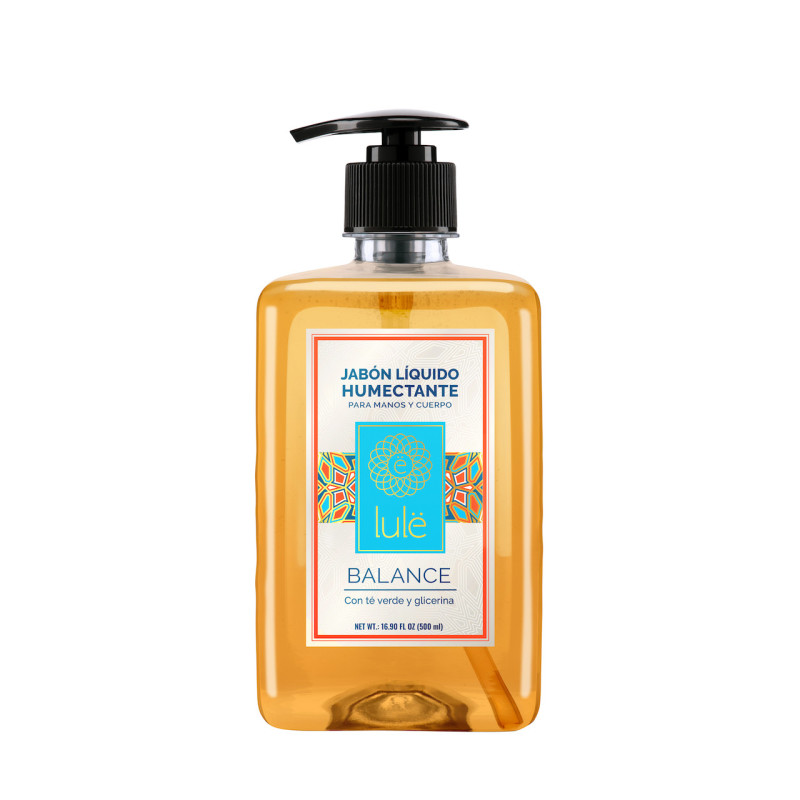 JABÓN LÍQUIDO
HUMECTANTE
PARA MANOS Y CUERPO
e
lulë
BALANCE
Con té verde y glicerina
NET WT.: 16.90 FL OZ (500 ml)